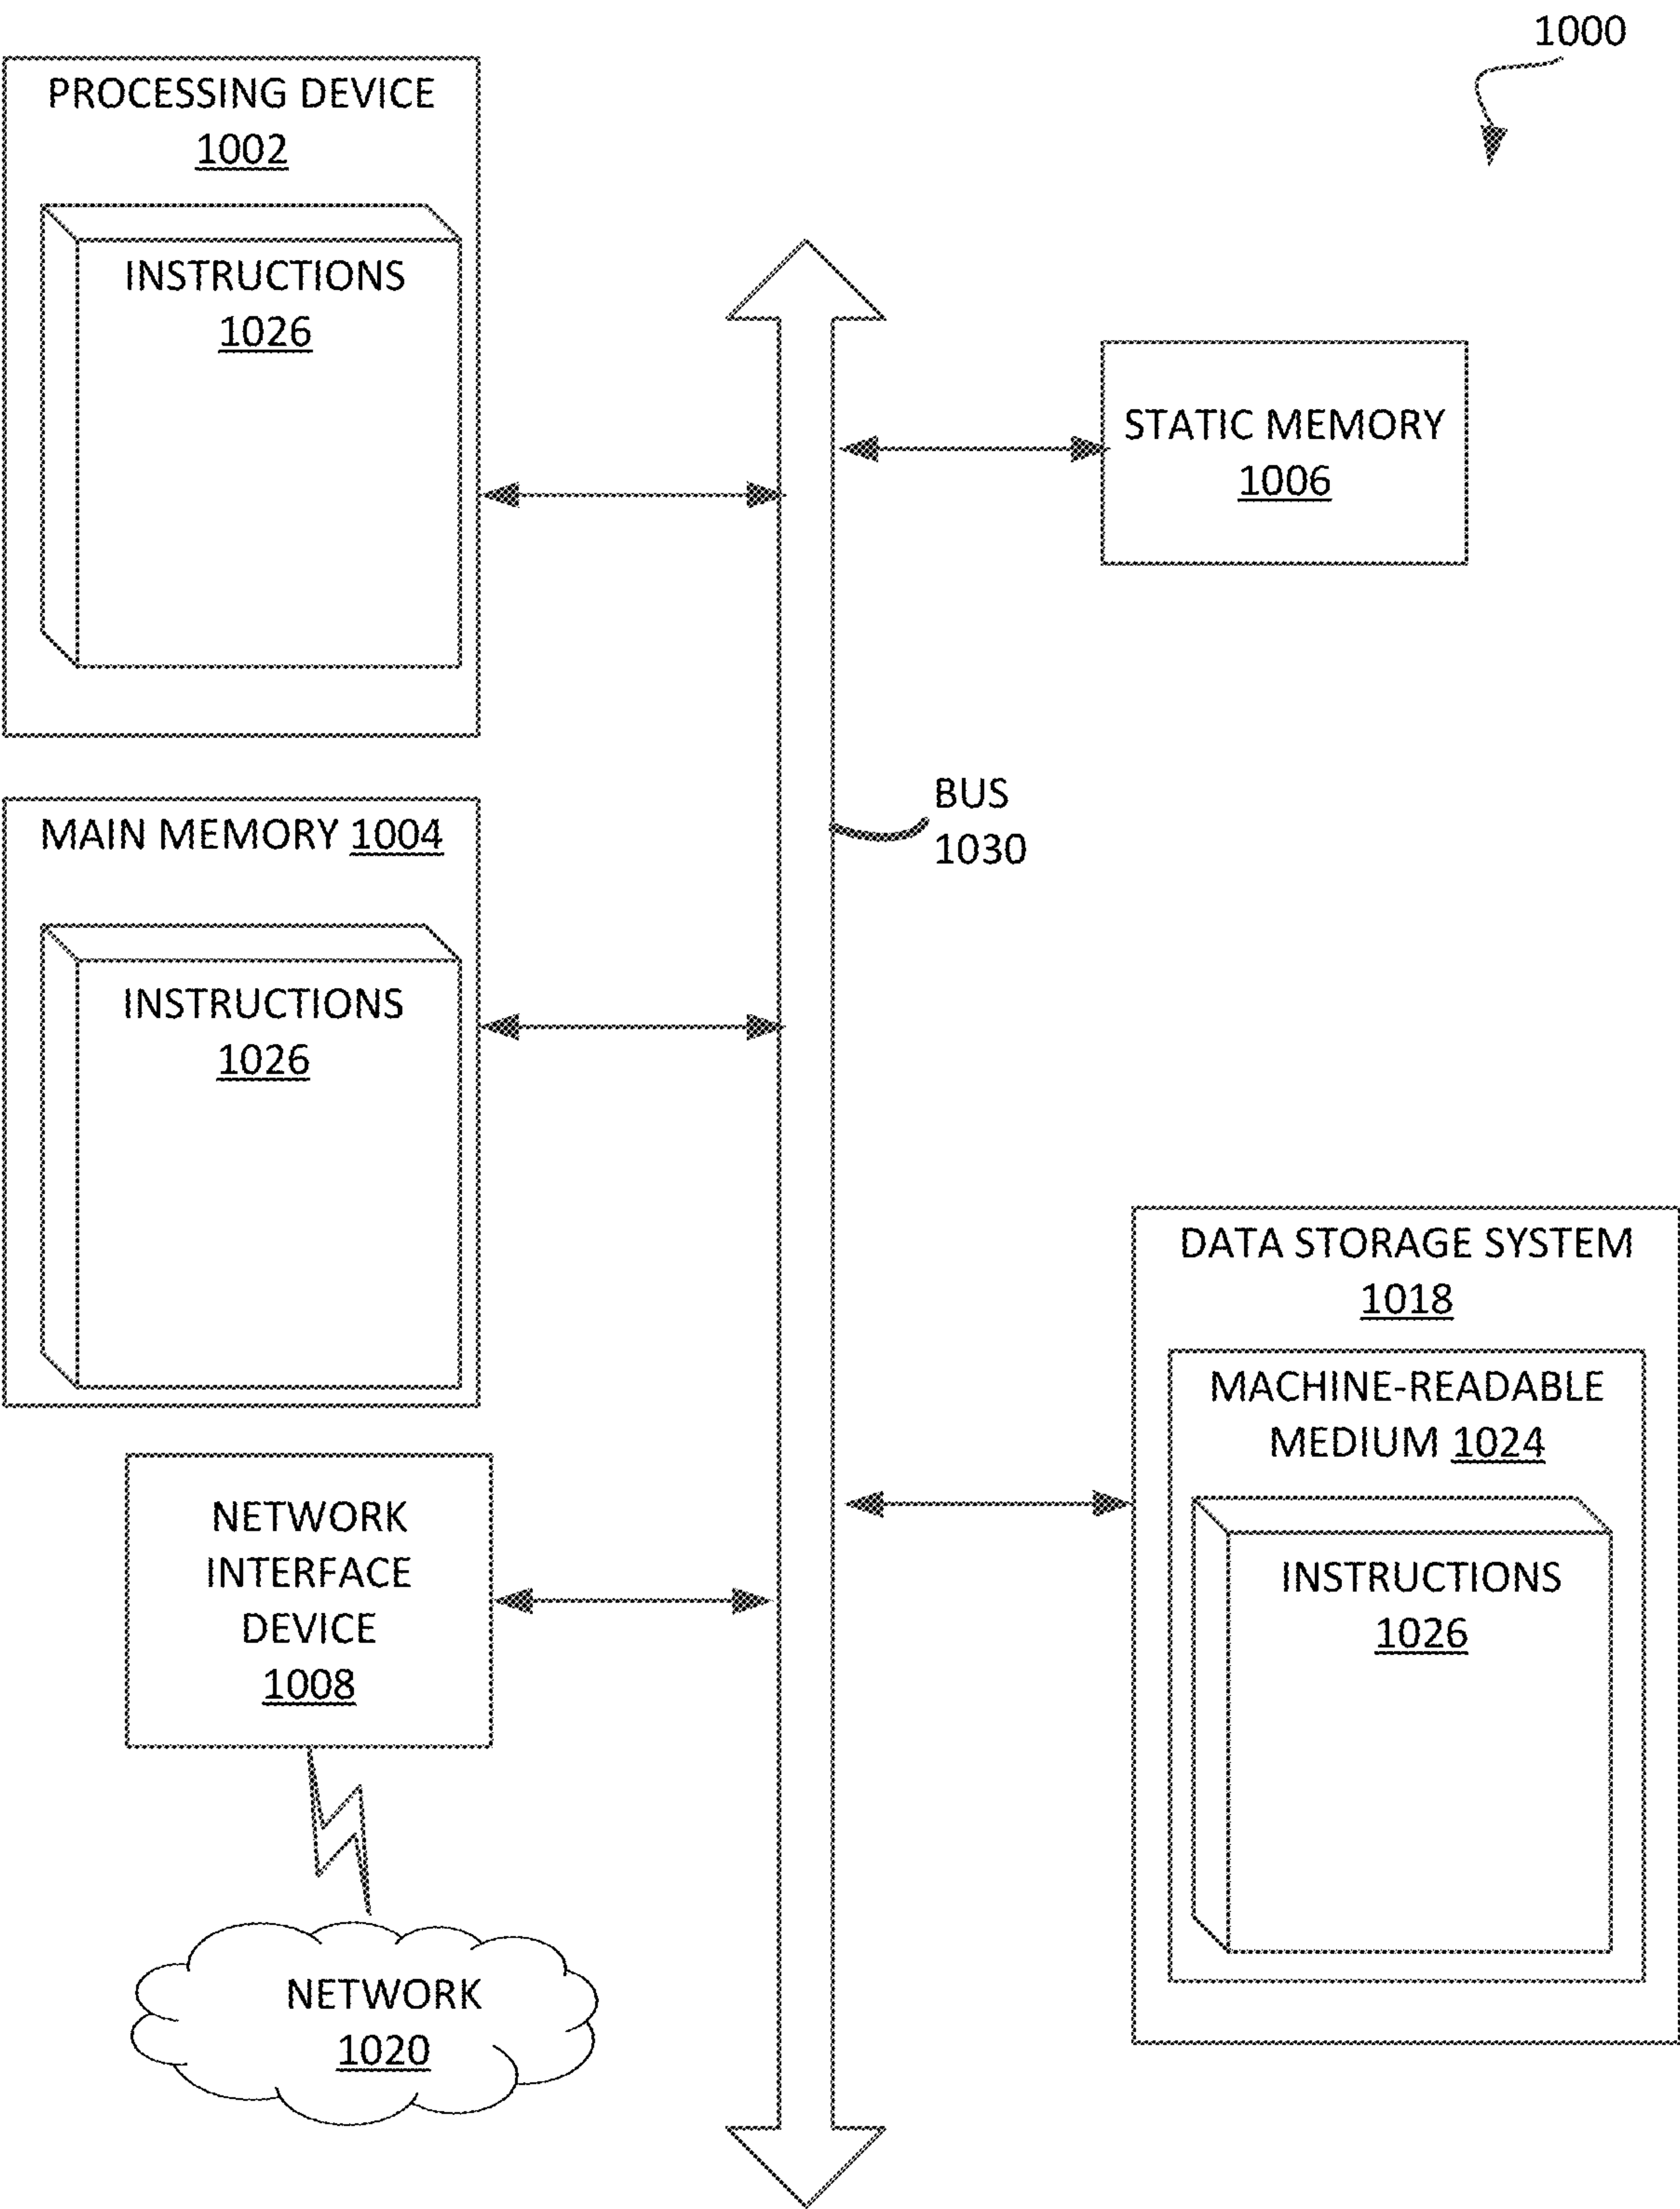 1000
PROCESSING DEVICE
1002
INSTRUCTIONS
1026
STATIC MEMORY
1006
BUS
1030
MAIN MEMORY 1004
INSTRUCTIONS
1026
DATA STORAGE SYSTEM
1018
MACHINE-READABLE
MEDIUM 1024
INSTRUCTIONS
1026
NETWORK
INTERFACE
DEVICE
1008
NETWORK
1020